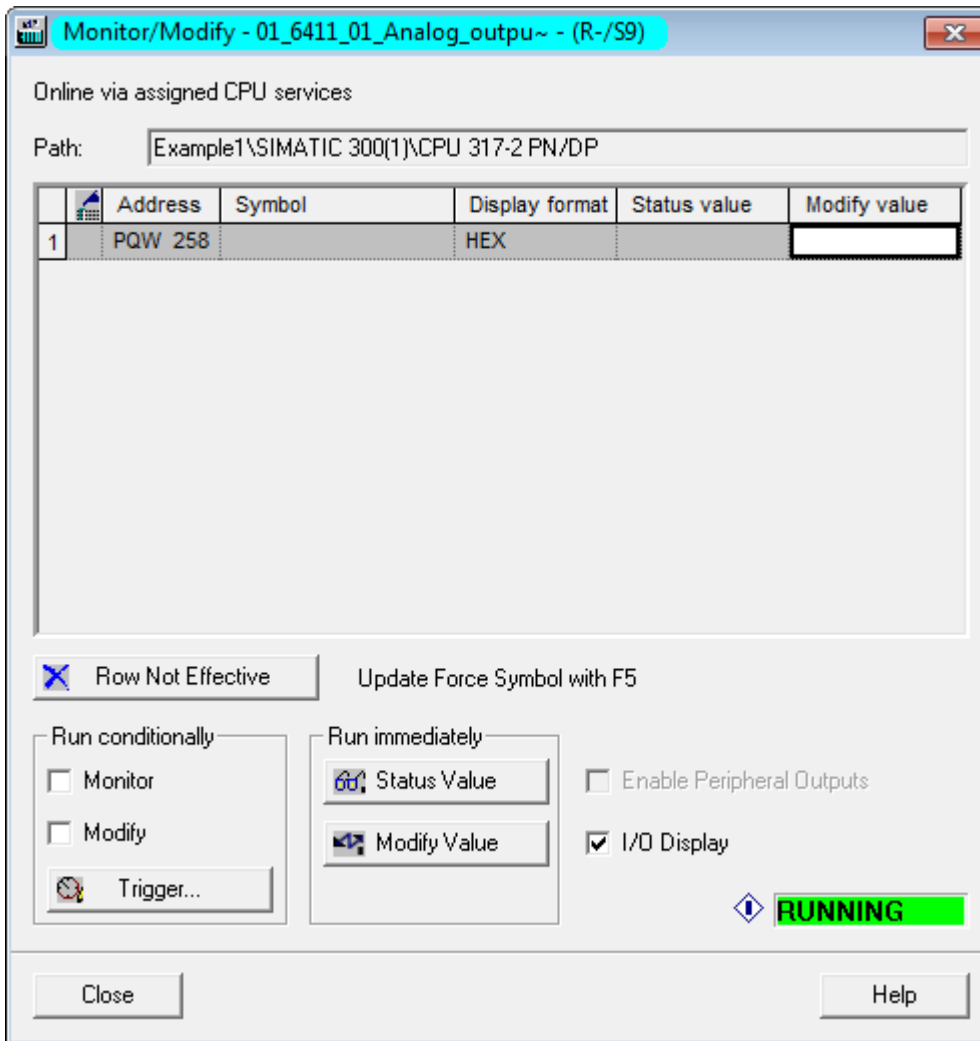 Monitor/Modify - 01_6411_01_Analog_outpu~ - (R-/S9)
Online via assigned CPU services
Path: Example1\SIMATIC 300(1)\CPU 317-2 PN/DP
Address Symbol Display format Status value Modify value
1 PQW 258 HEX
Row Not Effective Update Force Symbol with F5
Run conditionally Run immediately
Monitor Status Value Enable Peripheral Outputs
Modify Modify Value I/O Display
Trigger...
RUNNING
Close Help